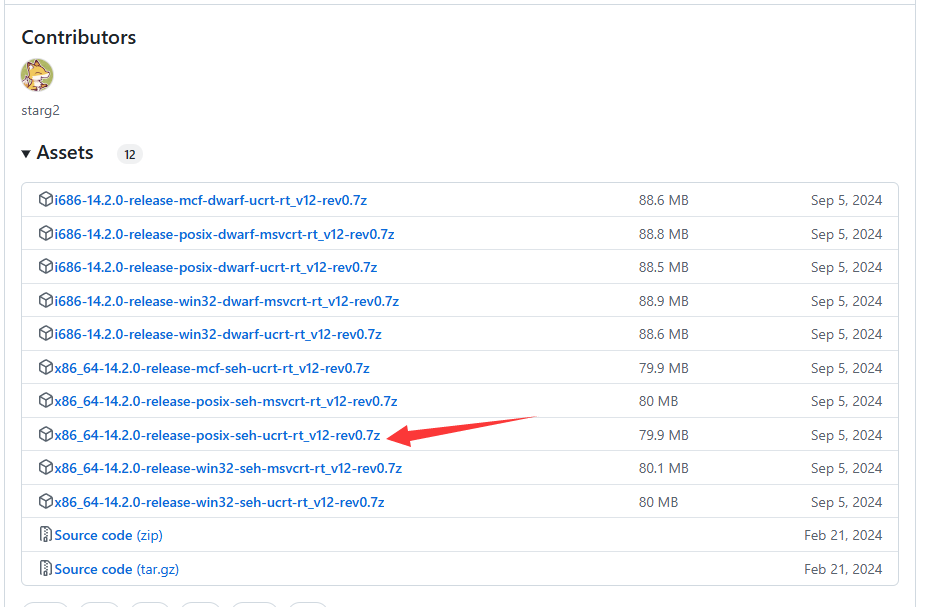 Contributors
starg2
Assets 12
i686-14.2.0-release-mcf-dwarf-ucrt-rt_v12-rev0.7z 88.6 MB Sep 5, 2024
i686-14.2.0-release-posix-dwarf-msvcrt-rt_v12-rev0.7z 88.8 MB Sep 5, 2024
i686-14.2.0-release-posix-dwarf-ucrt-rt_v12-rev0.7z 88.5 MB Sep 5, 2024
i686-14.2.0-release-win32-dwarf-msvcrt-rt_v12-rev0.7z 88.9 MB Sep 5, 2024
i686-14.2.0-release-win32-dwarf-ucrt-rt_v12-rev0.7z 88.6 MB Sep 5, 2024
x86_64-14.2.0-release-mcf-seh-ucrt-rt_v12-rev0.7z 79.9 MB Sep 5, 2024
x86_64-14.2.0-release-posix-seh-msvcrt-rt_v12-rev0.7z 80 MB Sep 5, 2024
x86_64-14.2.0-release-posix-seh-ucrt-rt_v12-rev0.7z 79.9 MB Sep 5, 2024
x86_64-14.2.0-release-win32-seh-msvcrt-rt_v12-rev0.7z 80.1 MB Sep 5, 2024
x86_64-14.2.0-release-win32-seh-ucrt-rt_v12-rev0.7z 80 MB Sep 5, 2024
Source code (zip) Feb 21, 2024
Source code (tar.gz) Feb 21, 2024